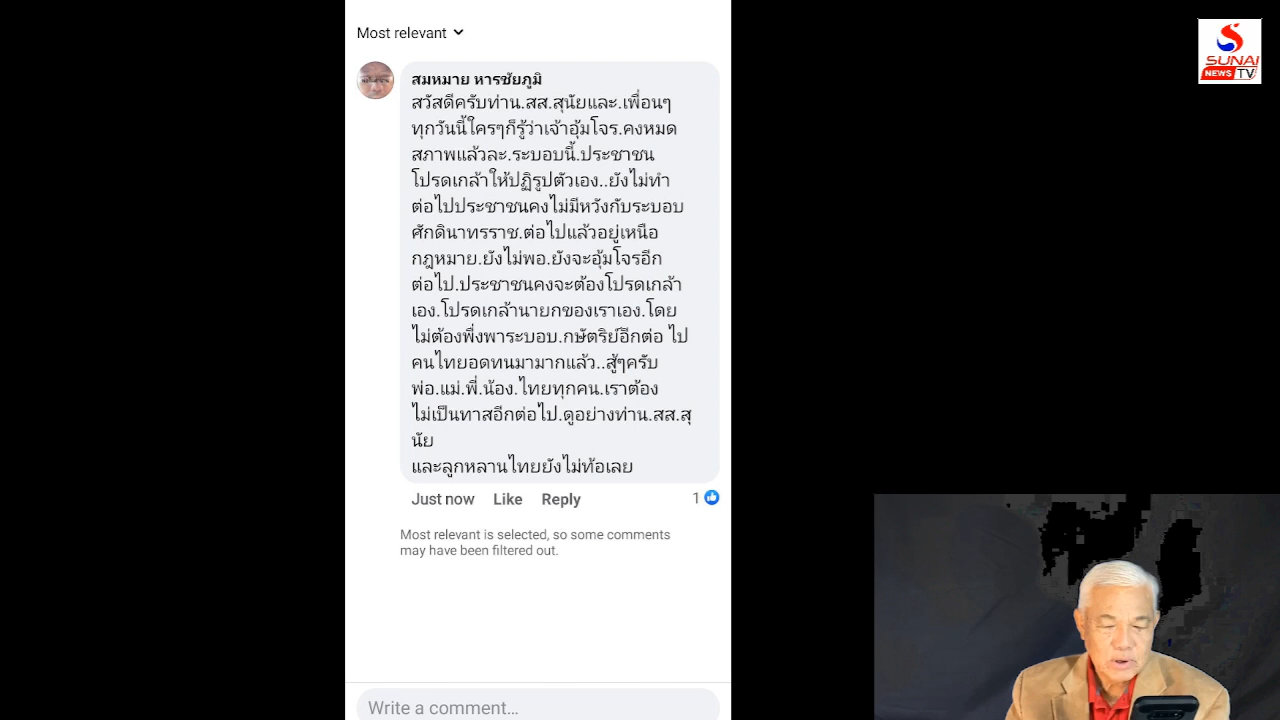 Most relevant
SUNAI
NEWS TV
สมหมาย หารชัยภูมิ
สวัสดีครับท่าน.สส.สุนัยและ.เพื่อนๆ
ทุกวันนี้ใครๆก็รู้ว่าเจ้าอุ้มโจร.คงหมด
สภาพแล้วละ.ระบอบนี้.ประชาชน
โปรดเกล้าให้ปฏิรูปตัวเอง..ยังไม่ทำ
ต่อไปประชาชนคงไม่มีหวังกับระบอบ
ศักดินาทรราช.ต่อไปแล้วอยู่เหนือ
กฎหมาย.ยังไม่พอ.ยังจะอุ้มโจรอีก
ต่อไป.ประชาชนคงจะต้องโปรดเกล้า
เอง.โปรดเกล้านายกของเราเอง.โดย
ไม่ต้องพึ่งพาระบอบ.กษัตริย์อีกต่อ ไป
คนไทยอดทนมามากแล้ว..สู้ๆครับ
พ่อ.แม่.พี่.น้อง.ไทยทุกคน.เราต้อง
ไม่เป็นทาสอีกต่อไป.ดูอย่างท่าน.สส.สุ
นัย
และลูกหลานไทยยังไม่ท้อเลย
Just now Like Reply 1
Most relevant is selected, so some comments
may have been filtered out.
Write a comment...